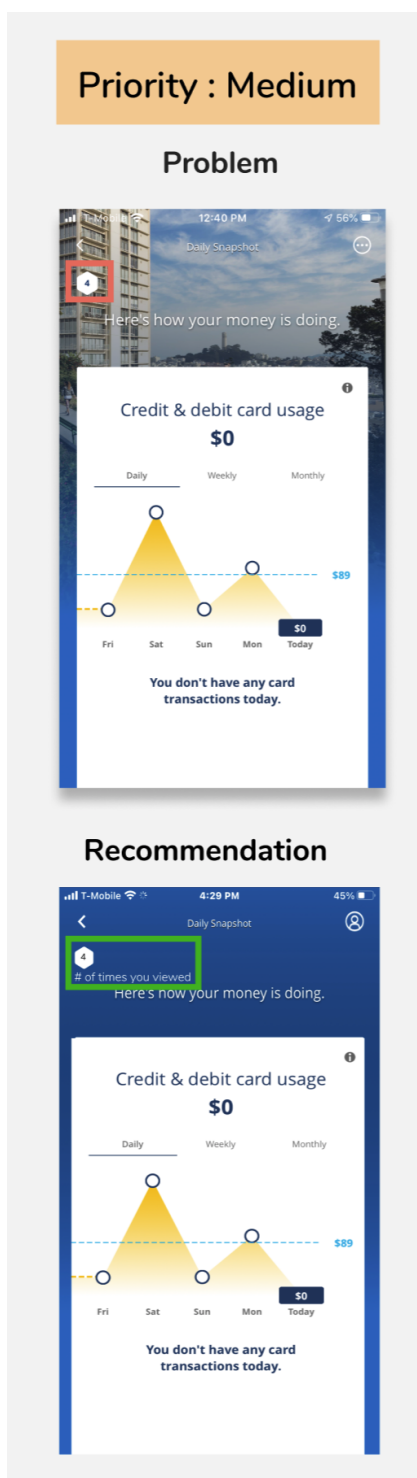 Priority : Medium
Problem
T-Mobile 12:40 PM 56%
Daily Snapshot
4
Here's how your money is doing.
Credit & debit card usage
$0
Daily Weekly Monthly
$89
$0
Fri Sat Sun Mon Today
You don't have any card
transactions today.
Recommendation
T-Mobile 4:29 PM 45%
Daily Snapshot
4
# of times you viewed
Here's how your money is doing.
Credit & debit card usage
$0
Daily Weekly Monthly
$89
$0
Fri Sat Sun Mon Today
You don't have any card
transactions today.